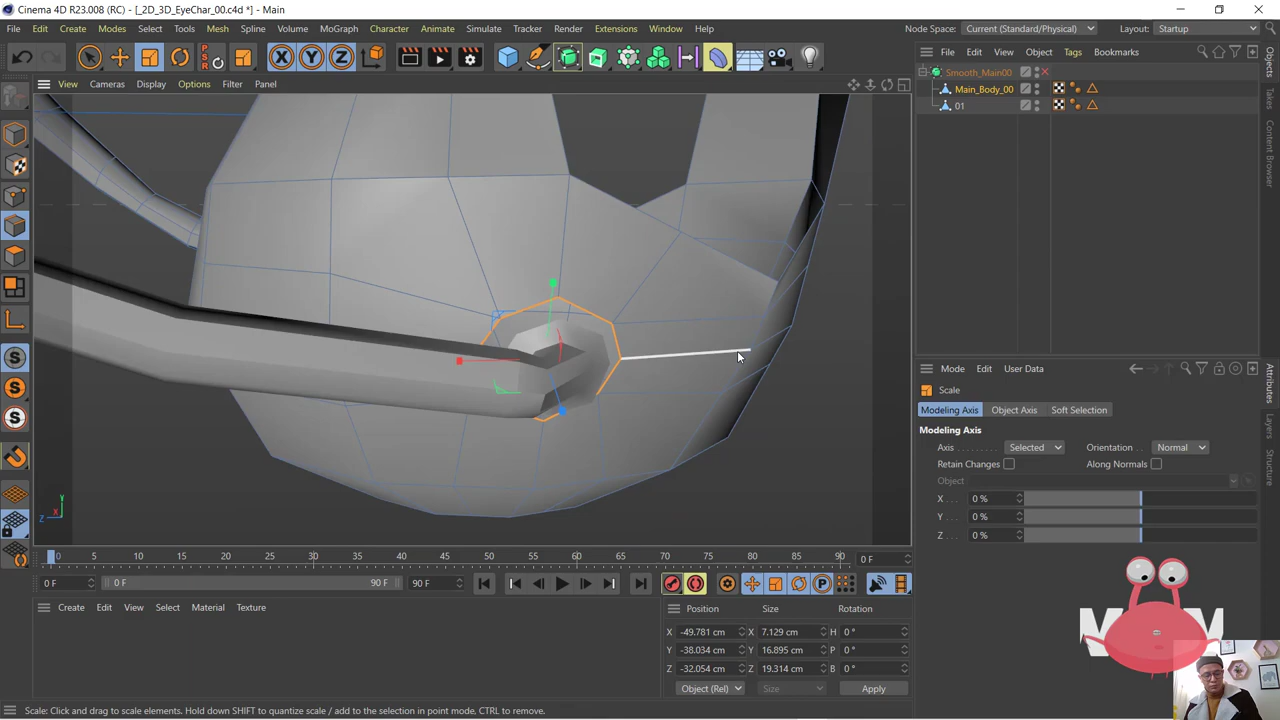 Cinema 4D R23.008 (RC) - [_2D_3D_EyeChar_00.c4d *] - Main
File Edit Create Modes Select Tools Mesh Spline Volume MoGraph Character Animate Simulate Tracker Render Extensions Window Help
Node Space: Current (Standard/Physical) Layout: Startup
P S R X Y Z
File Edit View Object Tags Bookmarks
View Cameras Display Options Filter Panel
Smooth_Main00
Main_Body_00
01
Objects
Takes
Content Browser
Mode Edit User Data
Scale
Modeling Axis Object Axis Soft Selection
Modeling Axis
Axis Selected Orientation Normal
Retain Changes Along Normals
Object
X 0 %
Y 0 %
Z 0 %
Attributes
Layers
Structure
Y
Z X
0 5 10 15 20 25 30 35 40 45 50 55 60 65 70 75 80 85 90 0 F
0 F 0 F 90 F 90 F
Create Edit View Select Material Texture
Position Size Rotation
X -49.781 cm X 7.129 cm H 0 °
Y -38.034 cm Y 16.895 cm P 0 °
Z -32.054 cm Z 19.314 cm B 0 °
Object (Rel) Size Apply
Scale: Click and drag to scale elements. Hold down SHIFT to quantize scale / add to the selection in point mode, CTRL to remove.